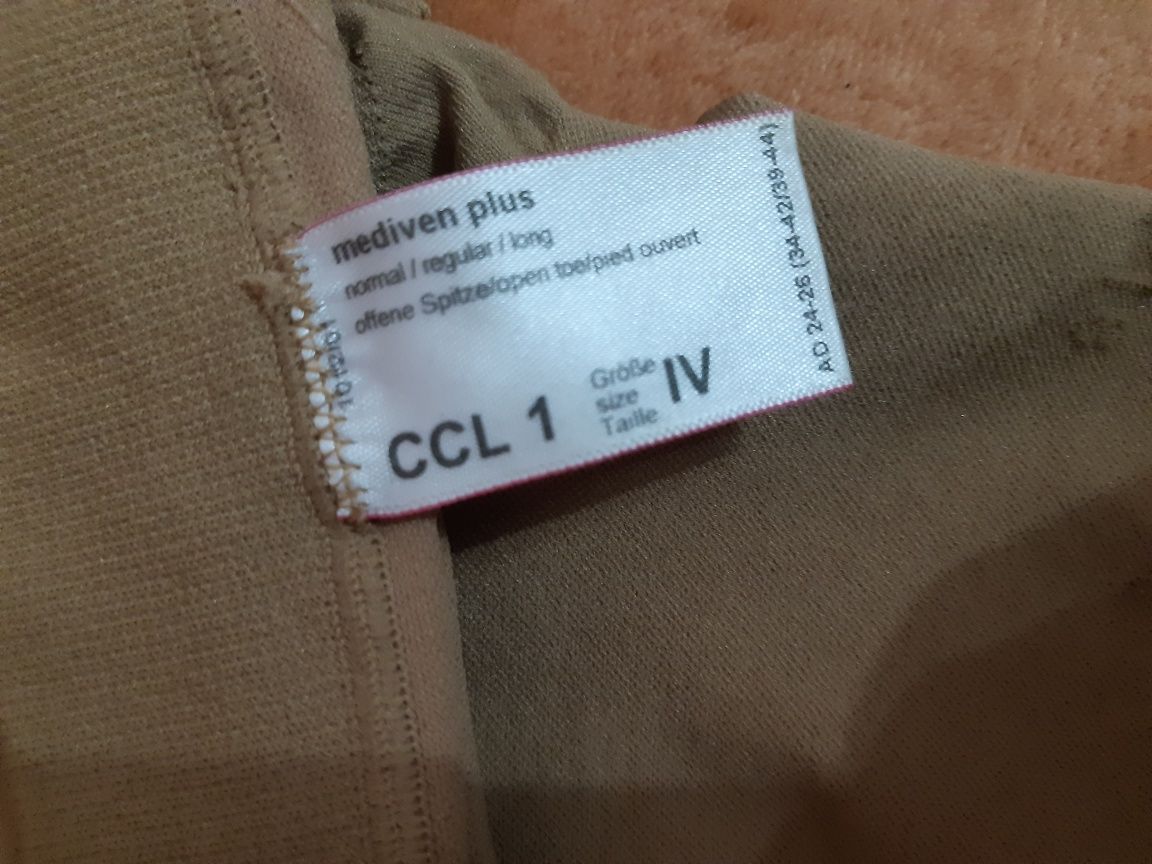 mediven plus
normal / regular / long
offene Spitze/open toe/pied ouvert
CCL 1
Größe
size
Taille
IV
AD 24-26 (34-42/39-44)